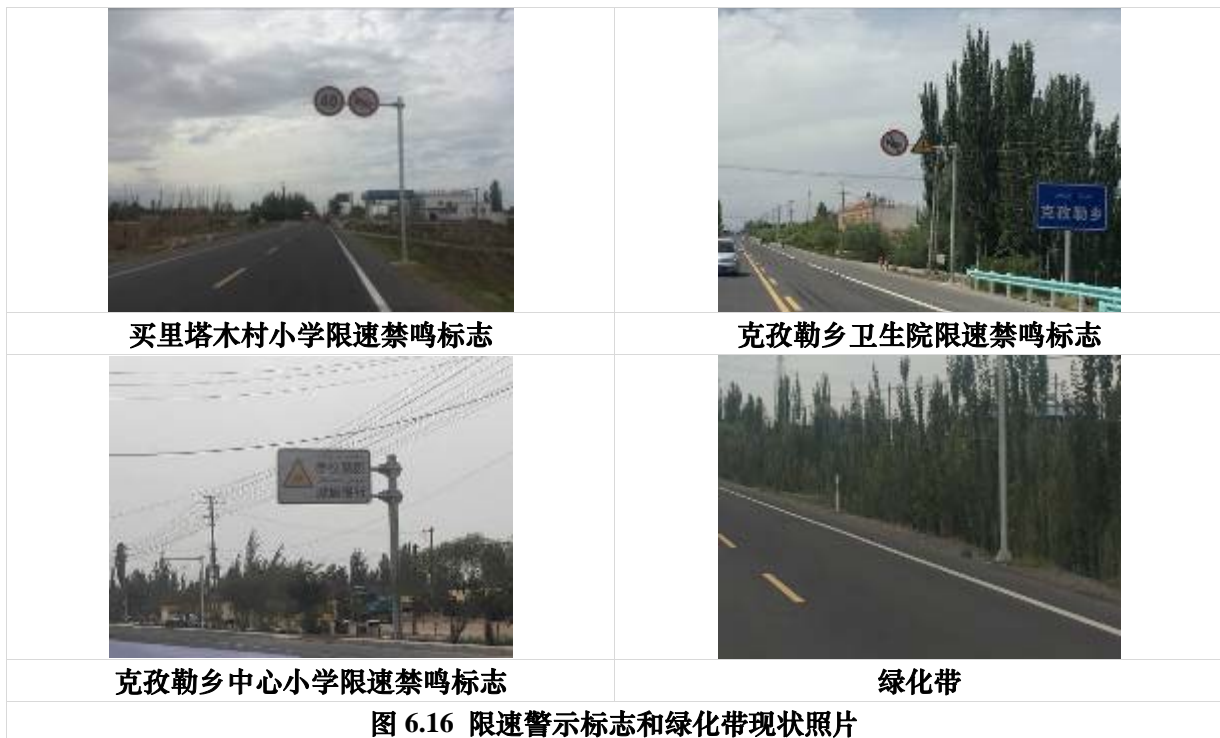 克孜勒乡
买里塔木村小学限速禁鸣标志
克孜勒乡卫生院限速禁鸣标志
克孜勒乡中心小学限速禁鸣标志
绿化带
图 6.16 限速警示标志和绿化带现状照片